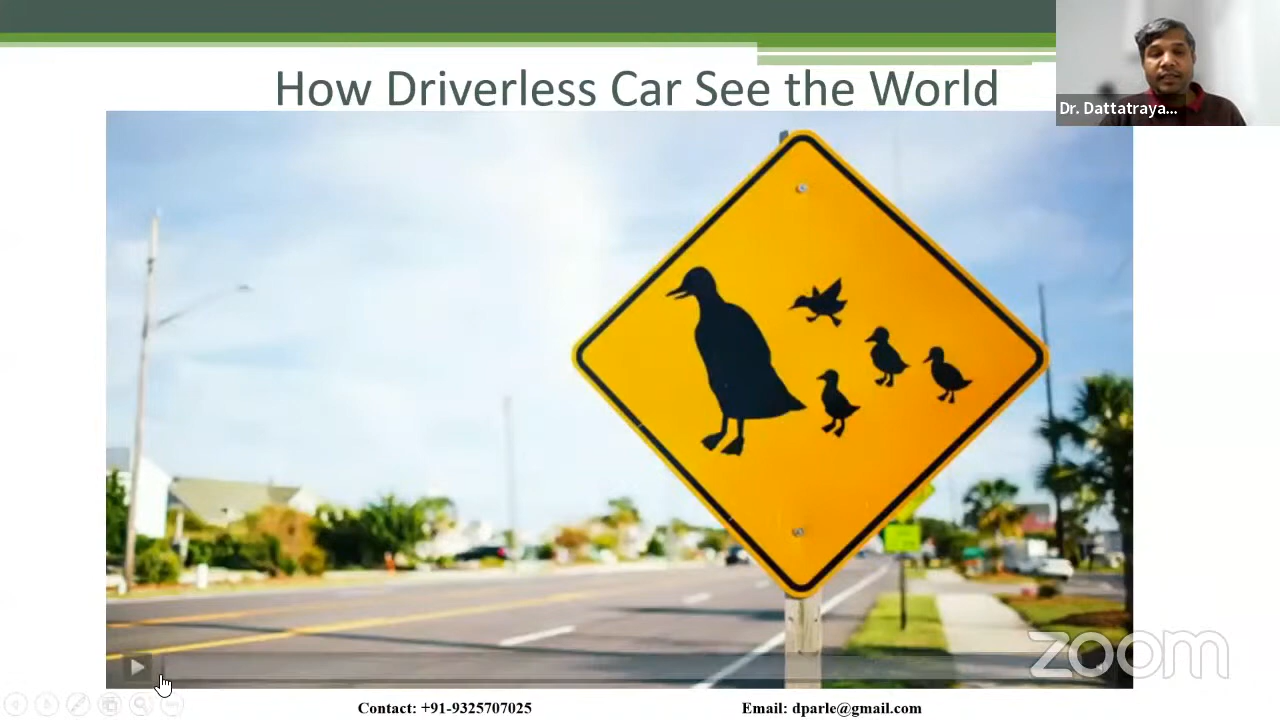 How Driverless Car See the World
Dr. Dattatraya...
zoom
Contact: +91-9325707025
Email: dparle@gmail.com